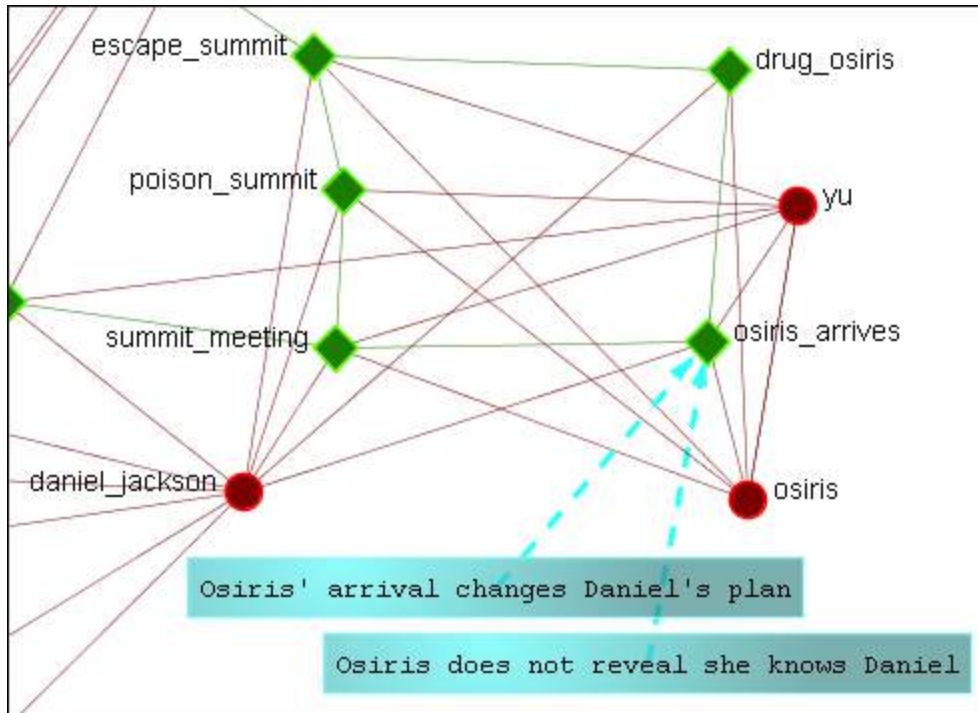 escape_summit
drug_osiris
poison_summit
yu
summit_meeting
osiris_arrives
daniel_jackson
osiris
Osiris' arrival changes Daniel's plan
Osiris does not reveal she knows Daniel